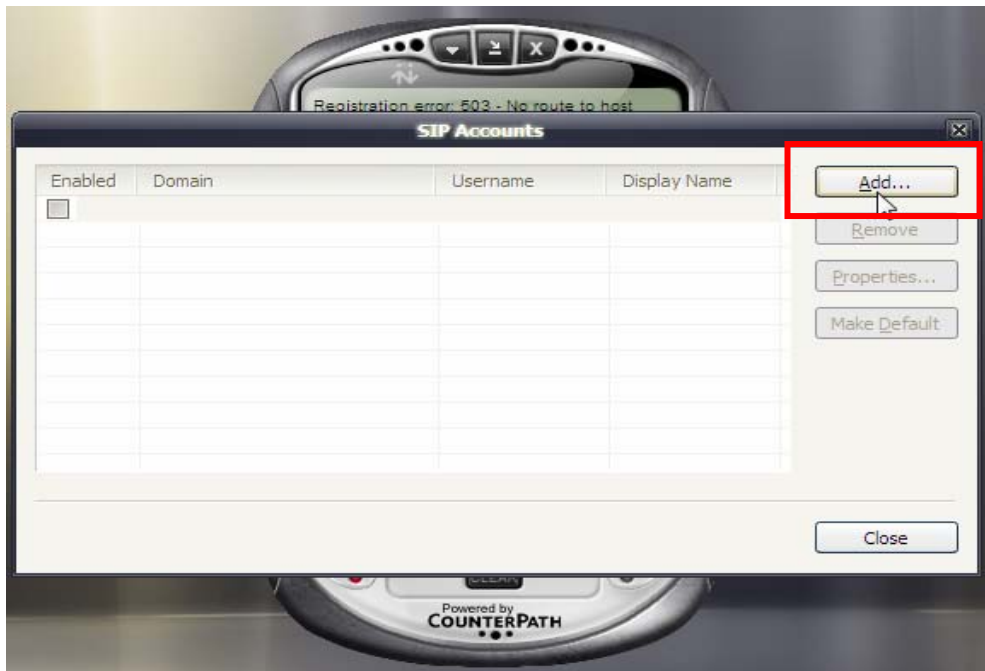 X
Registration error: 503 - No route to host
SIP Accounts
Enabled Domain Username Display Name
Add...
Remove
Properties...
Make Default
Close
CLEAR
Powered by
COUNTERPATH